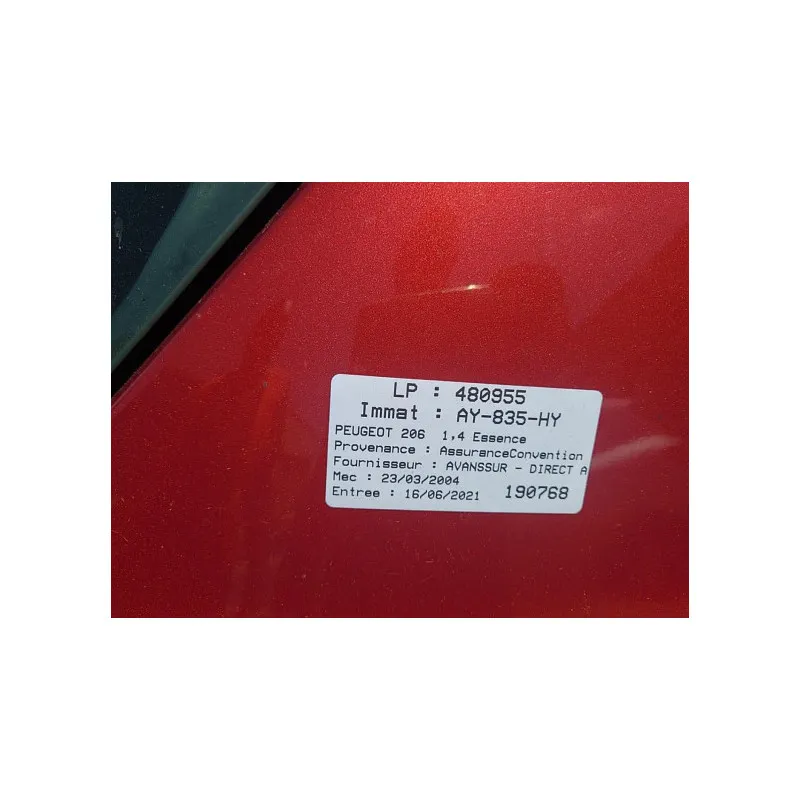 LP : 480955
Immat : AY-835-HY
PEUGEOT 206 1,4 Essence
Provenance : AssuranceConvention
Fournisseur : AVANSSUR - DIRECT A
Mec : 23/03/2004
Entree : 16/06/2021 190768